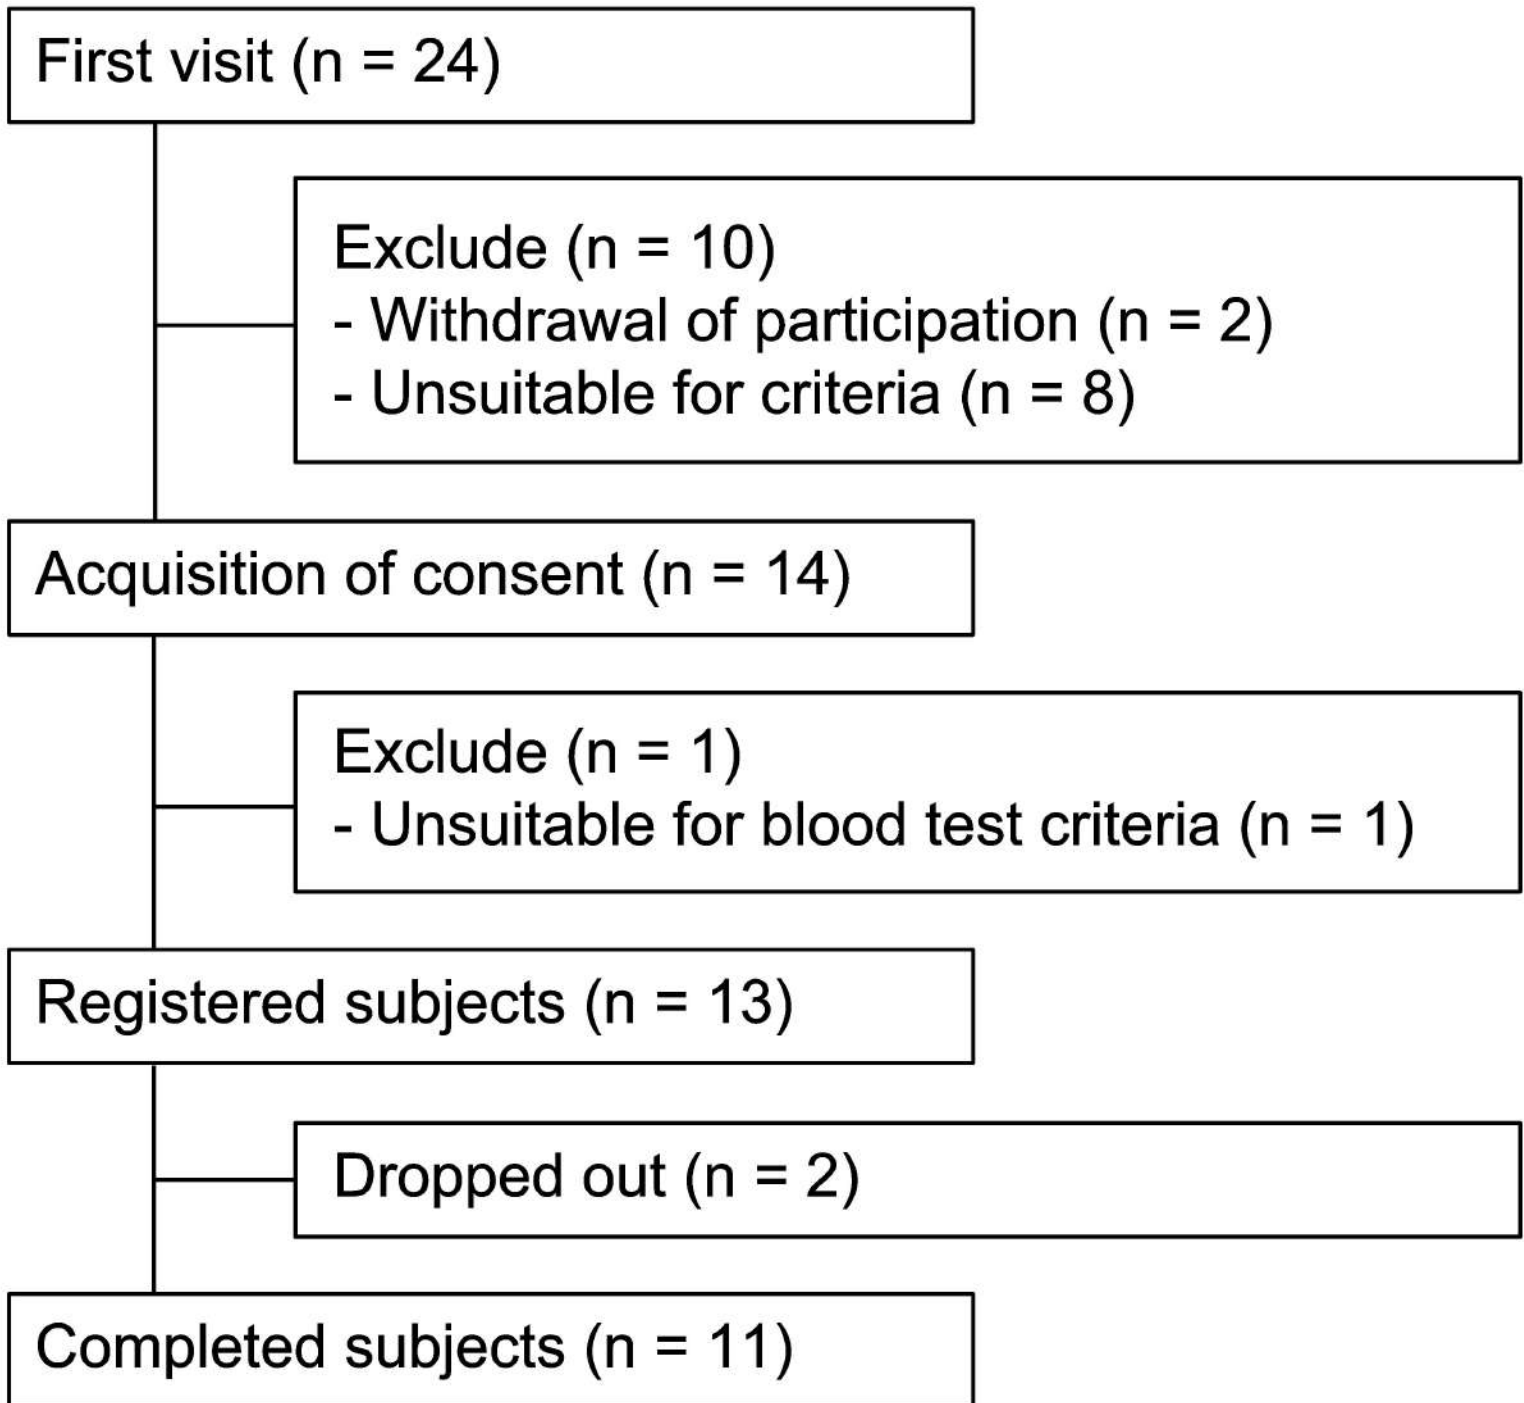 First visit (n = 24)
Exclude (n = 10)
- Withdrawal of participation (n = 2)
- Unsuitable for criteria (n = 8)
Acquisition of consent (n = 14)
Exclude (n = 1)
- Unsuitable for blood test criteria (n = 1)
Registered subjects (n = 13)
Dropped out (n = 2)
Completed subjects (n = 11)